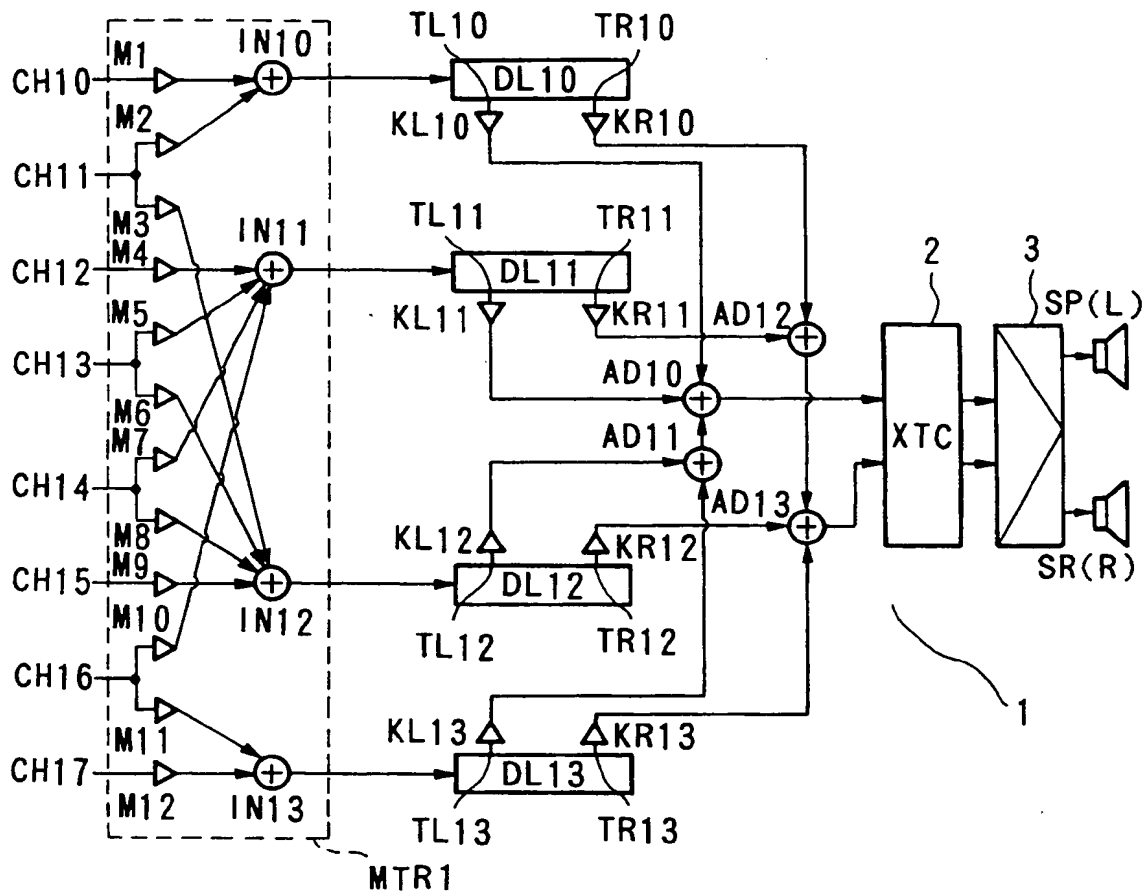 TL10 TR10
M1 IN10
CH10 DL10
M2 KL10 KR10
CH11
TL11 TR11
M3 IN11
M4
CH12 DL11 2 3 SP(L)
M5 KL11 KR11 AD12
CH13 AD10
M6 XTC
M7 AD11
CH14 AD13
M8 KL12 KR12
M9 SR(R)
CH15 IN12 DL12
M10
TL12 TR12
CH16
KL13 KR13 1
M11
CH17 DL13
M12 IN13
TL13 TR13
MTR1